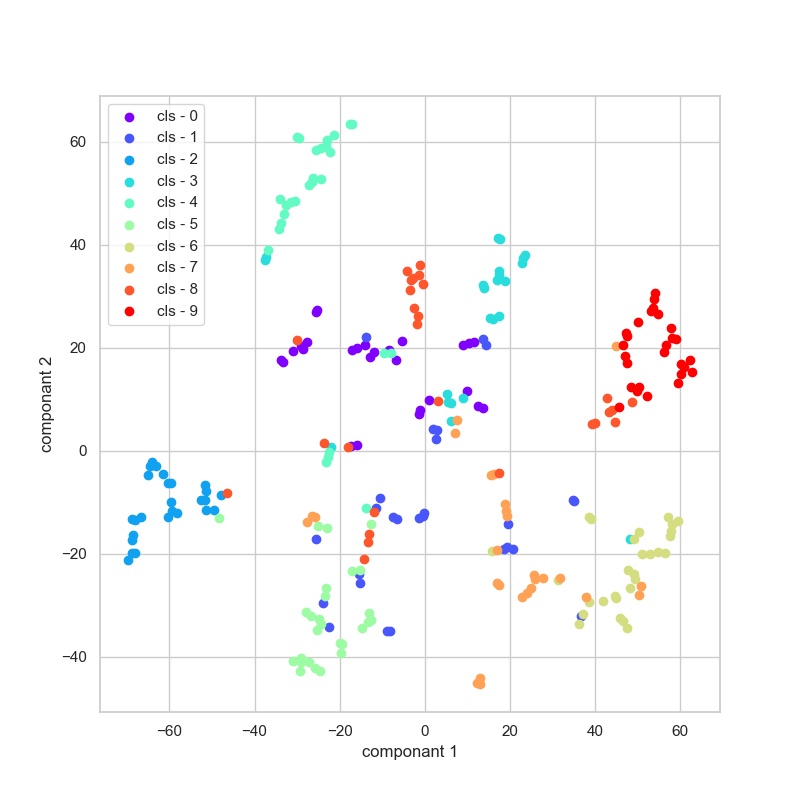 cls - 0
cls - 1
cls - 2
cls - 3
cls - 4
cls - 5
cls - 6
cls - 7
cls - 8
cls - 9
60
40
20
0
−20
−40
componant 2
−60 −40 −20 0 20 40 60
componant 1